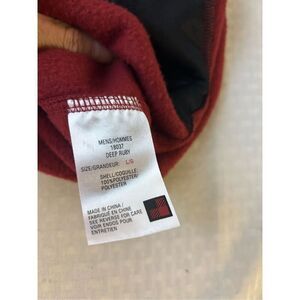 MENS/HOMMES
18037
DEEP RUBY
SIZE/GRANDEUR: L/G
SHELL/COQUILLE:
100%POLYESTER/
POLYESTER
MADE IN CHINA /
FABRIQUÉ EN CHINE
SEE REVERSE FOR CARE
VOIR ENDOS POUR
ENTRETIEN